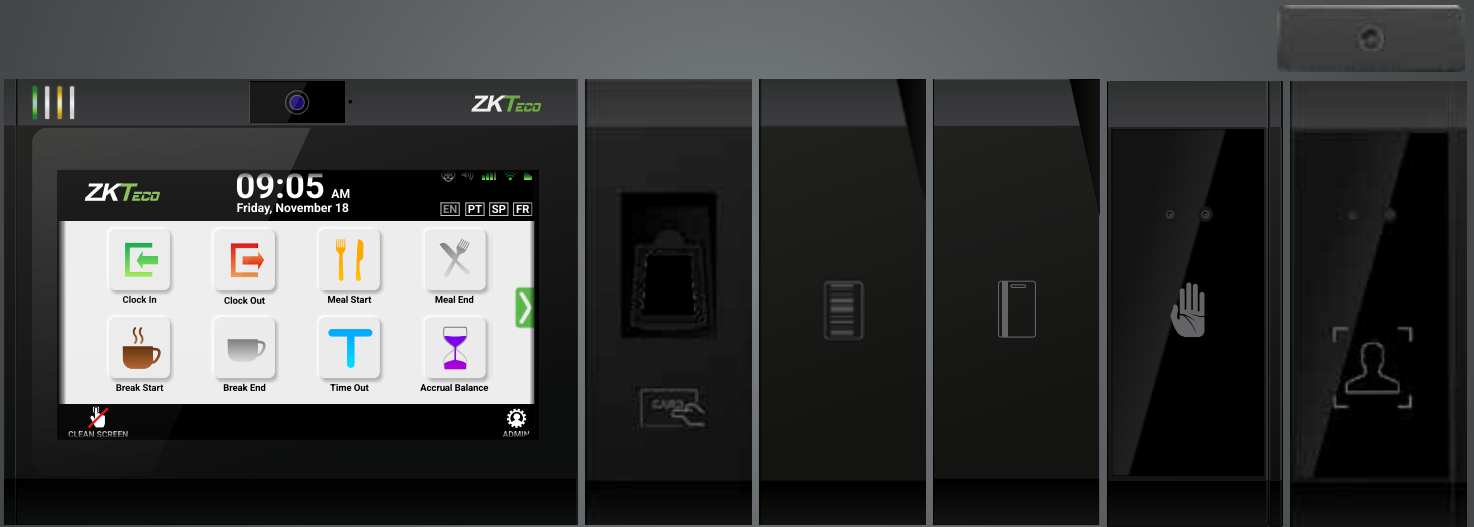 ZKTeco
ZKTeco
09:05 AM
Friday, November 18
EN PT SP FR
Clock In
Clock Out
Meal Start
Meal End
Break Start
Break End
Time Out
Accrual Balance
CLEAN SCREEN
ADMIN
CARD